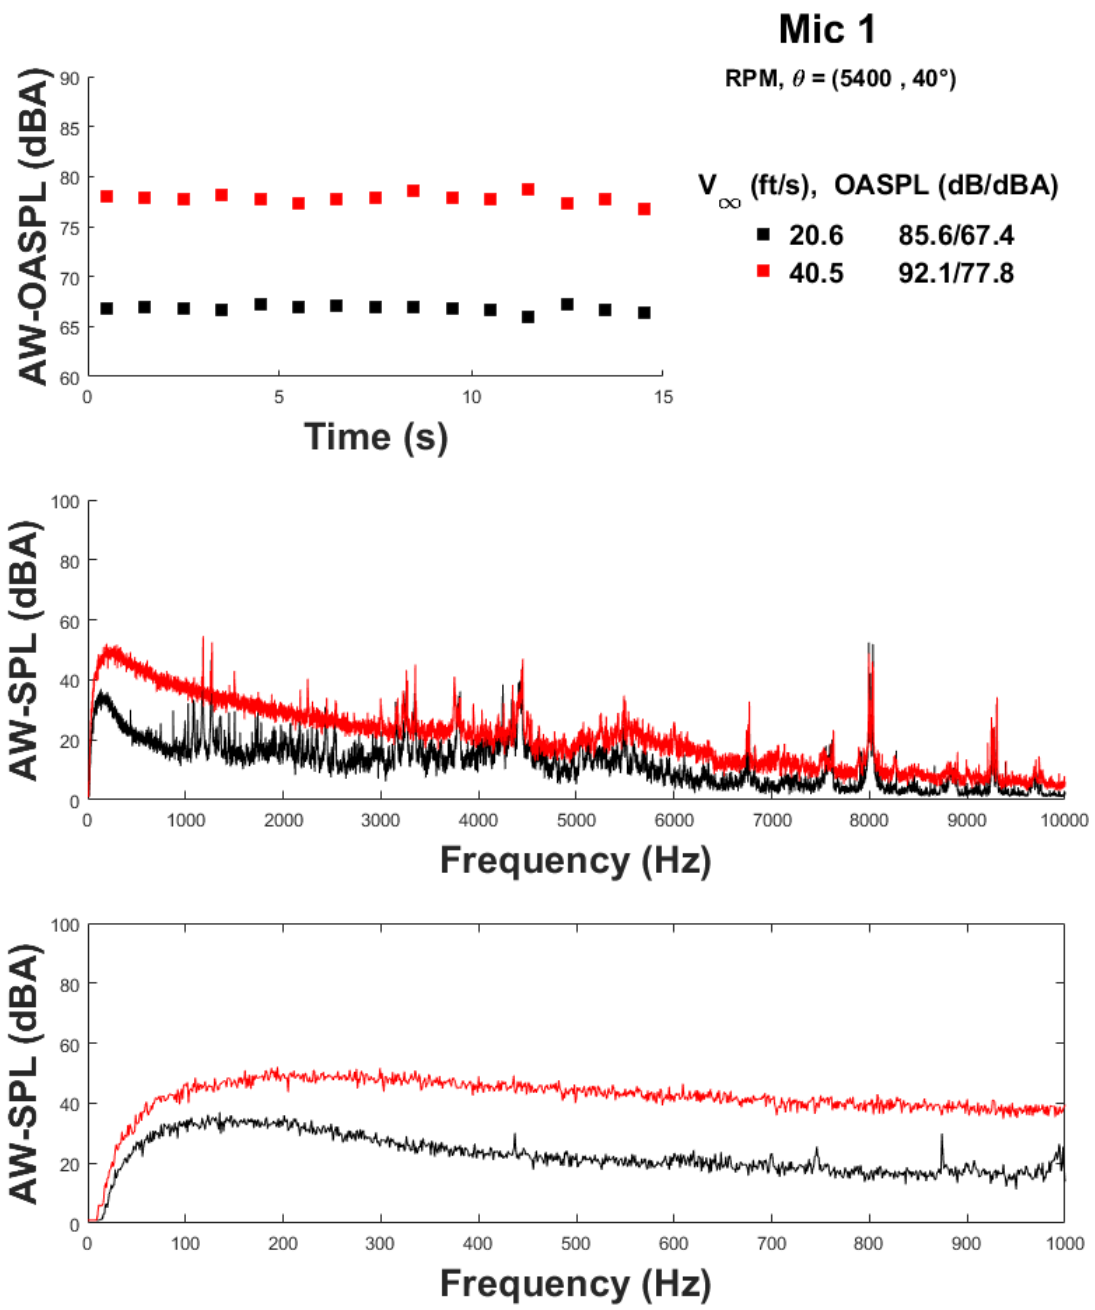 Mic 1
RPM, θ = (5400 , 40°)
V∞ (ft/s), OASPL (dB/dBA)
20.6 85.6/67.4
40.5 92.1/77.8
AW-OASPL (dBA)
90
85
80
75
70
65
60
0 5 10 15
Time (s)
AW-SPL (dBA)
100
80
60
40
20
0
0 1000 2000 3000 4000 5000 6000 7000 8000 9000 10000
Frequency (Hz)
AW-SPL (dBA)
100
80
60
40
20
0
0 100 200 300 400 500 600 700 800 900 1000
Frequency (Hz)